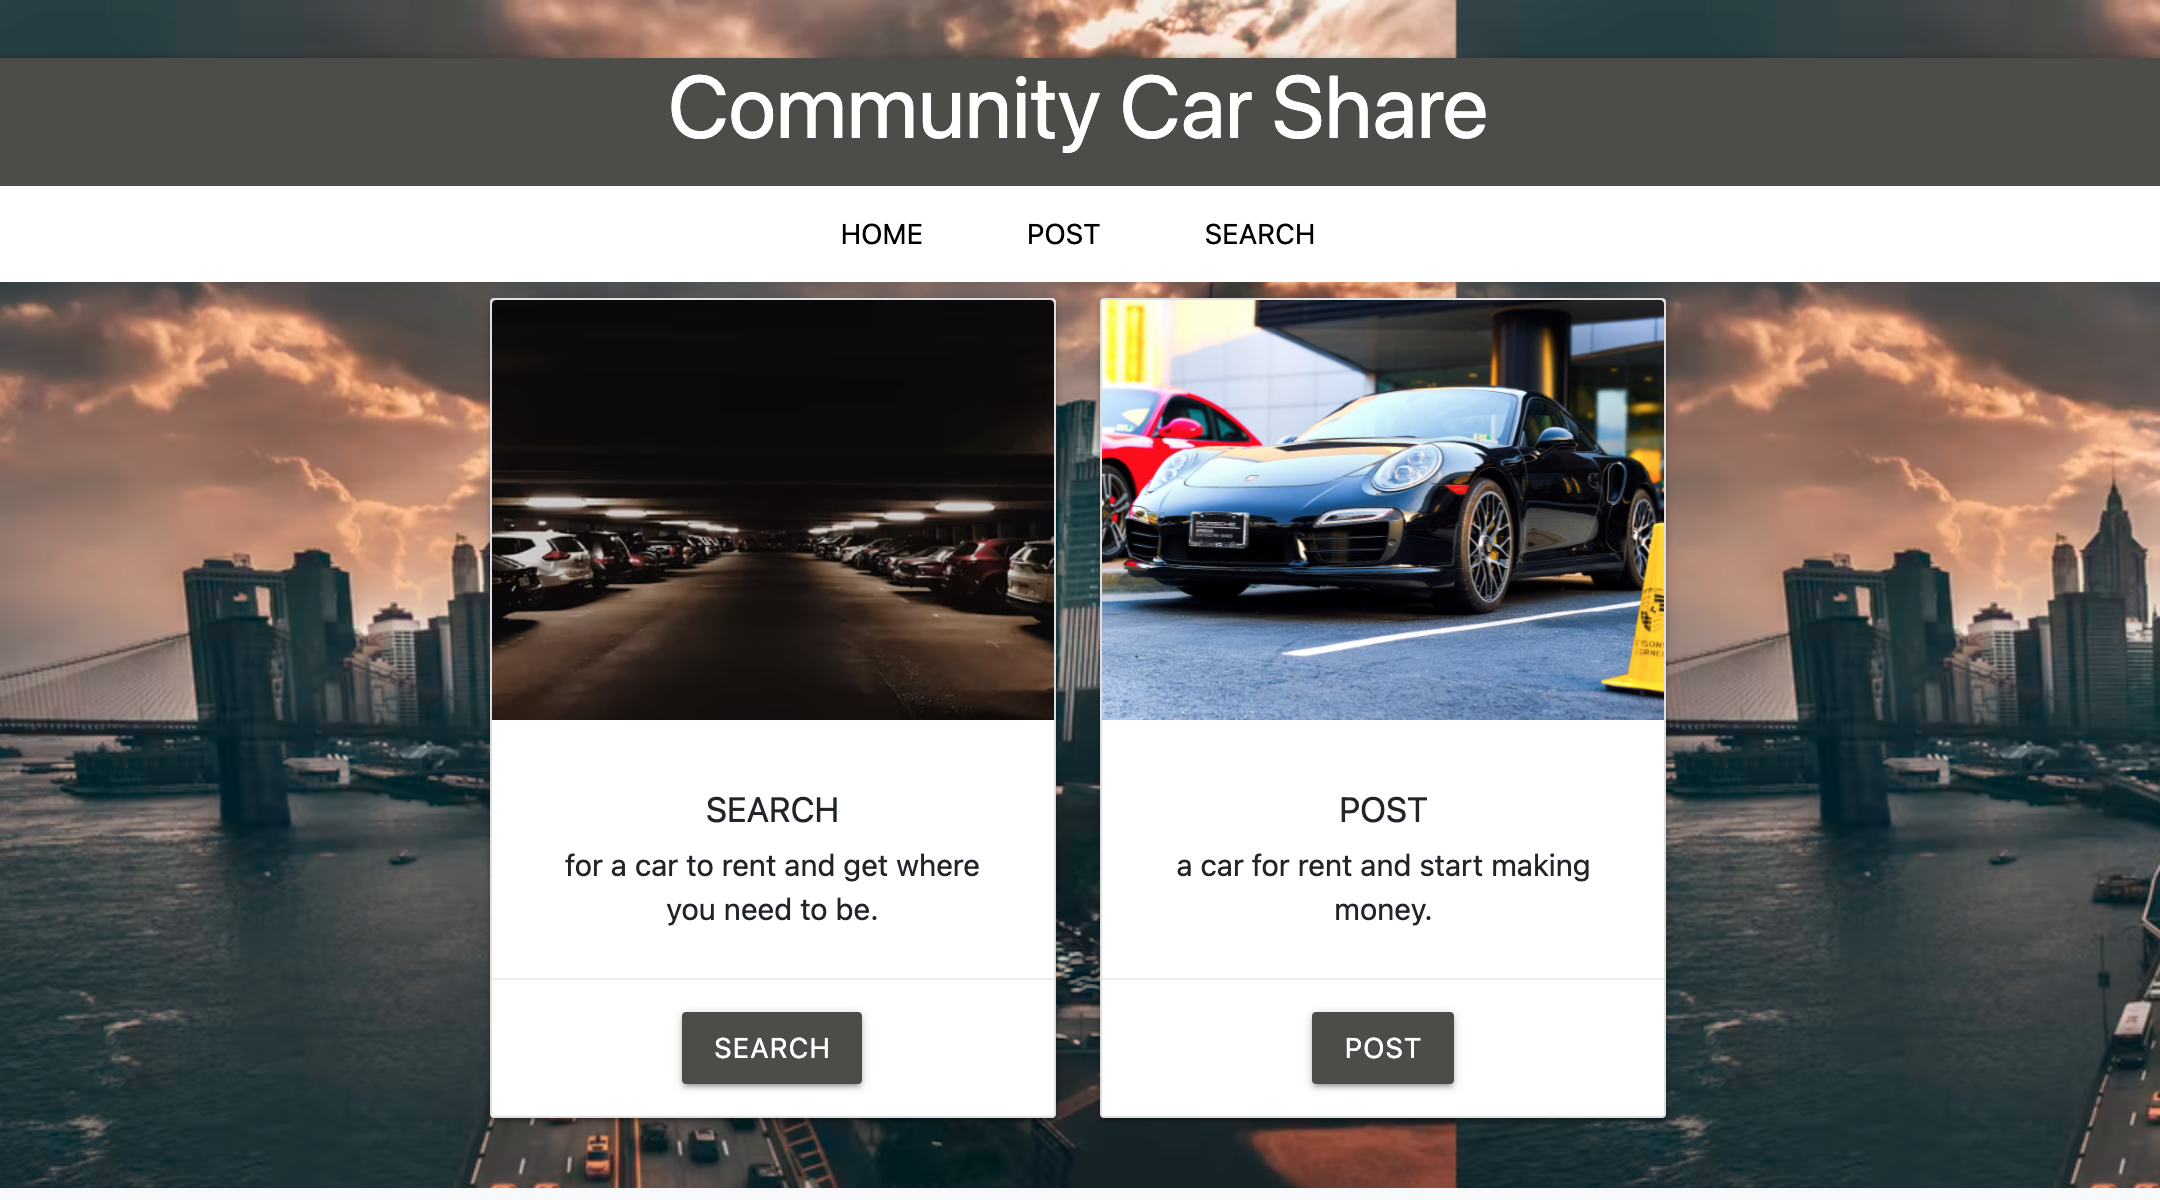 Community Car Share
HOME POST SEARCH
PORSCHE
SEARCH
for a car to rent and get where
you need to be.
SEARCH
POST
a car for rent and start making
money.
POST